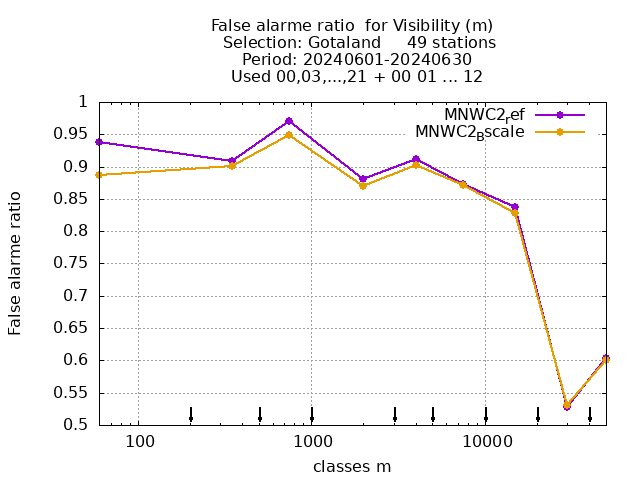 False alarme ratio  for Visibility (m)
Selection: Gotaland     49 stations
Period: 20240601-20240630
Used 00,03,...,21 + 00 01 ... 12
MNWC2ref
MNWC2Bscale
1
0.95
0.9
0.85
0.8
0.75
0.7
0.65
0.6
0.55
0.5
False alarme ratio
100 1000 10000
classes m